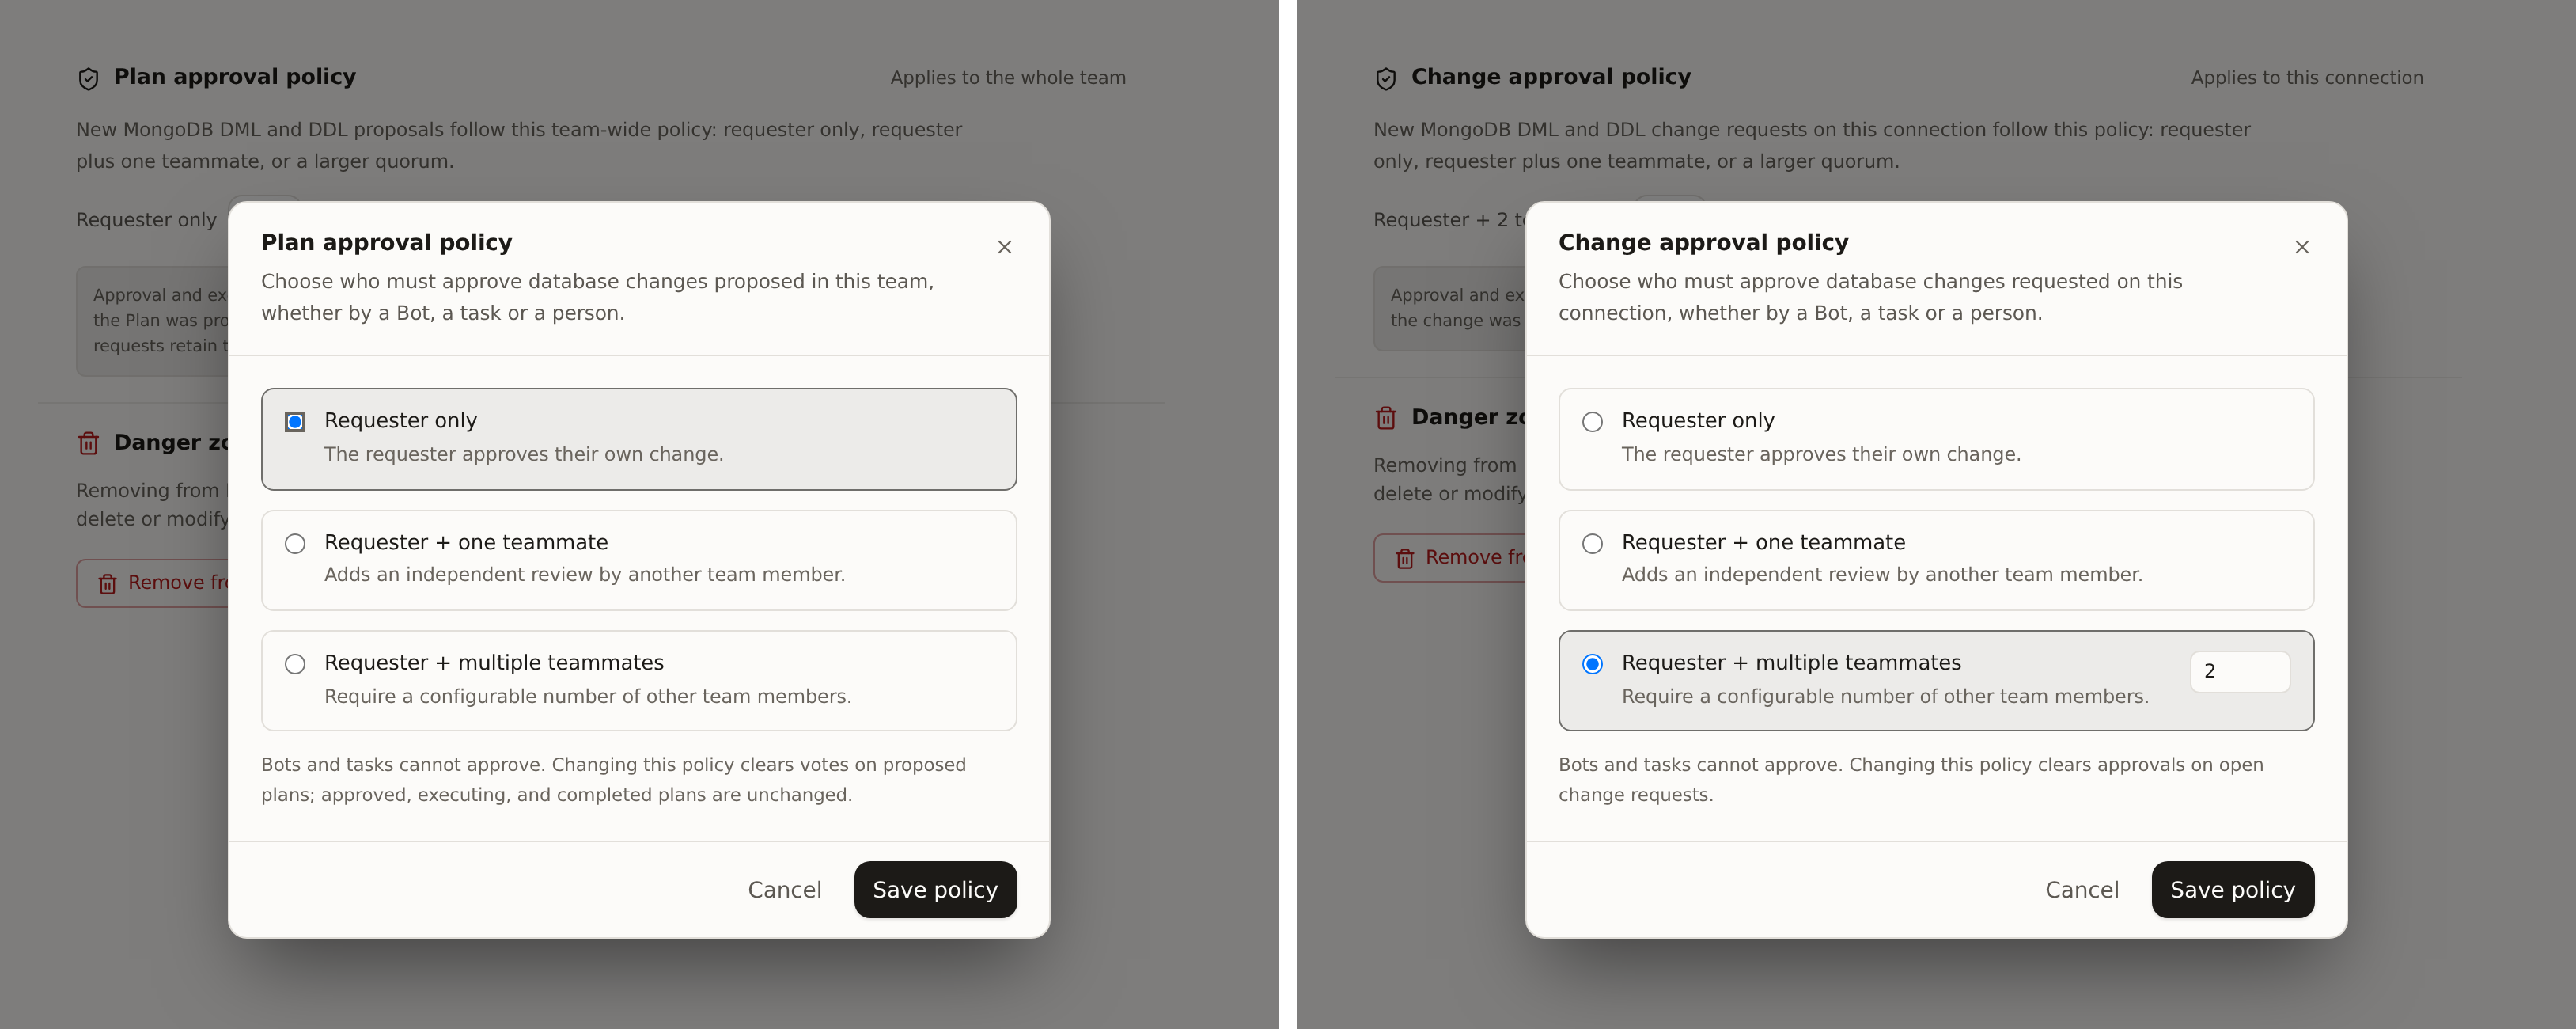 Plan approval policy
Applies to the whole team
New MongoDB DML and DDL proposals follow this team-wide policy: requester only, requester
plus one teammate, or a larger quorum.
Requester only
Approval and ex
the Plan was pro
requests retain t
Danger zo
Removing from
delete or modify
Remove fro
Plan approval policy
Choose who must approve database changes proposed in this team,
whether by a Bot, a task or a person.
Requester only
The requester approves their own change.
Requester + one teammate
Adds an independent review by another team member.
Requester + multiple teammates
Require a configurable number of other team members.
Bots and tasks cannot approve. Changing this policy clears votes on proposed
plans; approved, executing, and completed plans are unchanged.
Cancel
Save policy
Change approval policy
Applies to this connection
New MongoDB DML and DDL change requests on this connection follow this policy: requester
only, requester plus one teammate, or a larger quorum.
Requester + 2 te
Approval and ex
the change was
Danger zo
Removing from
delete or modify
Remove fro
Change approval policy
Choose who must approve database changes requested on this
connection, whether by a Bot, a task or a person.
Requester only
The requester approves their own change.
Requester + one teammate
Adds an independent review by another team member.
Requester + multiple teammates
2
Require a configurable number of other team members.
Bots and tasks cannot approve. Changing this policy clears approvals on open
change requests.
Cancel
Save policy